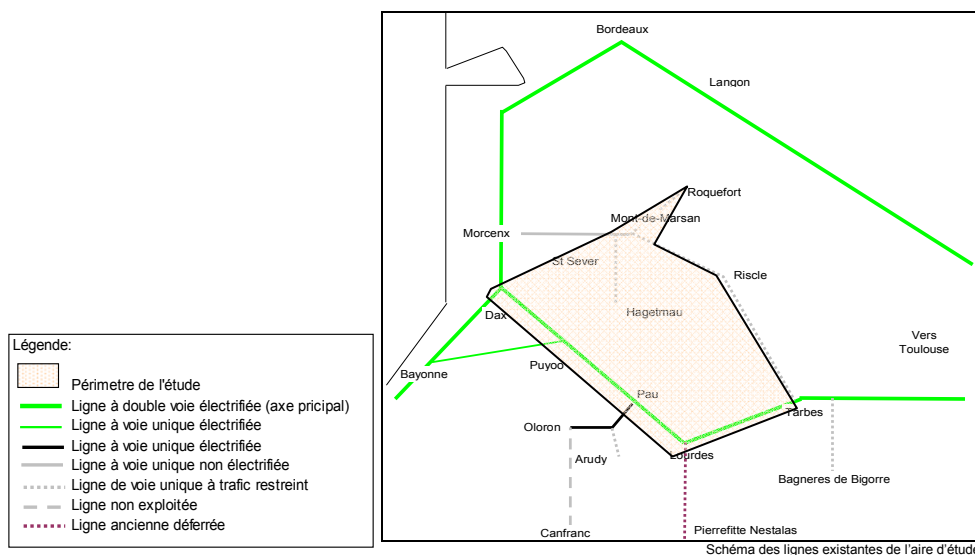 Bordeaux
Langon
Roquefort
Mont-de-Marsan
Morcenx
St Sever
Riscle
Hagetmau
Dax
Vers
Toulouse
Puyoo
Bayonne
Pau
Tarbes
Oloron
Arudy
Lourdes
Bagneres de Bigorre
Canfranc
Pierrefitte Nestalas
Légende:
Périmetre de l'étude
Ligne à double voie électrifiée (axe pricipal)
Ligne à voie unique électrifiée
Ligne à voie unique électrifiée
Ligne à voie unique non électrifiée
Ligne de voie unique à trafic restreint
Ligne non exploitée
Ligne ancienne déferrée
Schéma des lignes existantes de l'aire d'étude